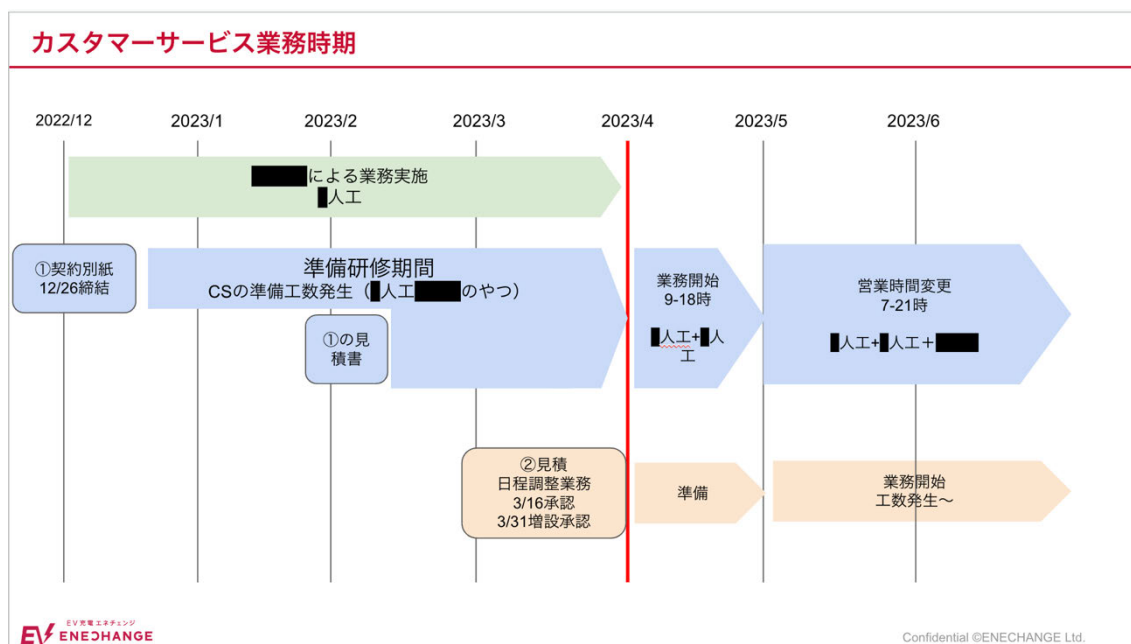 カスタマーサービス業務時期
2022/12
2023/1
2023/2
2023/3
2023/4
2023/5
2023/6
による業務実施
人工
①契約別紙
12/26締結
準備研修期間
CSの準備工数発生（人工のやつ）
①の見
積書
業務開始
9-18時
人工+人
工
営業時間変更
7-21時
人工+人工＋
②見積
日程調整業務
3/16承認
3/31増設承認
準備
業務開始
工数発生～
EV充電エネチェンジ
EV ENECHANGE
Confidential ©ENECHANGE Ltd.